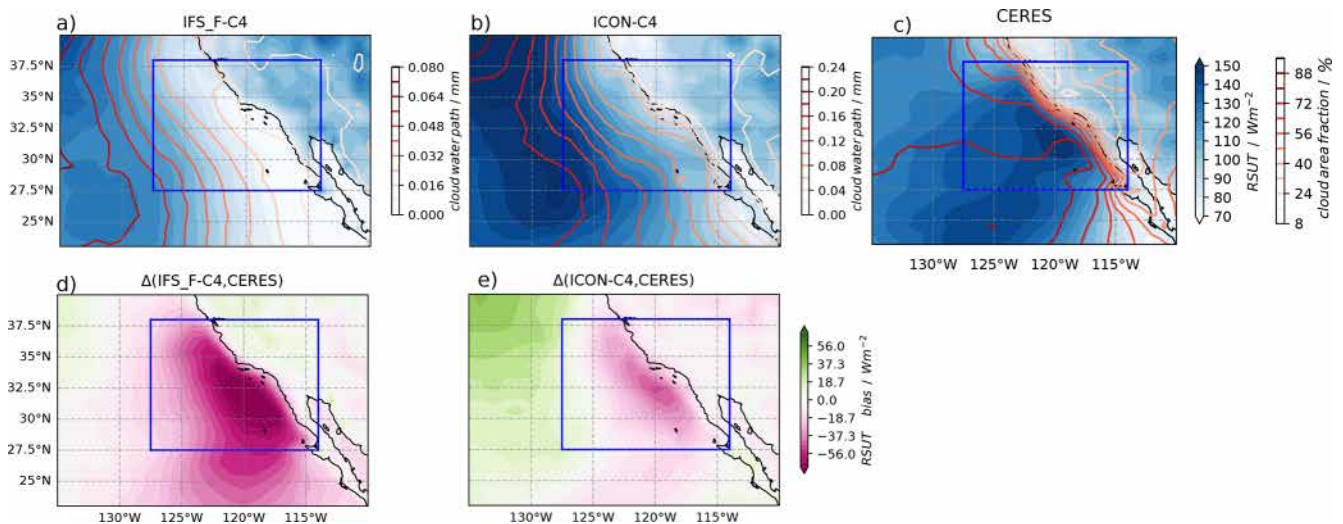 a)
IFS_F-C4
37.5°N
35°N
32.5°N
30°N
27.5°N
25°N
0.080
0.064
0.048
0.032
0.016
0.000
cloud water path / mm
b)
ICON-C4
0.24
0.20
0.16
0.12
0.08
0.04
0.00
cloud water path / mm
c)
CERES
130°W
125°W
120°W
115°W
150
140
130
120
110
100
90
80
70
RSUT / Wm−2
88
72
56
40
24
8
cloud area fraction / %
d)
Δ(IFS_F-C4,CERES)
37.5°N
35°N
32.5°N
30°N
27.5°N
25°N
130°W
125°W
120°W
115°W
e)
Δ(ICON-C4,CERES)
130°W
125°W
120°W
115°W
56.0
37.3
18.7
0.0
−18.7
−37.3
−56.0
RSUT bias / Wm−2